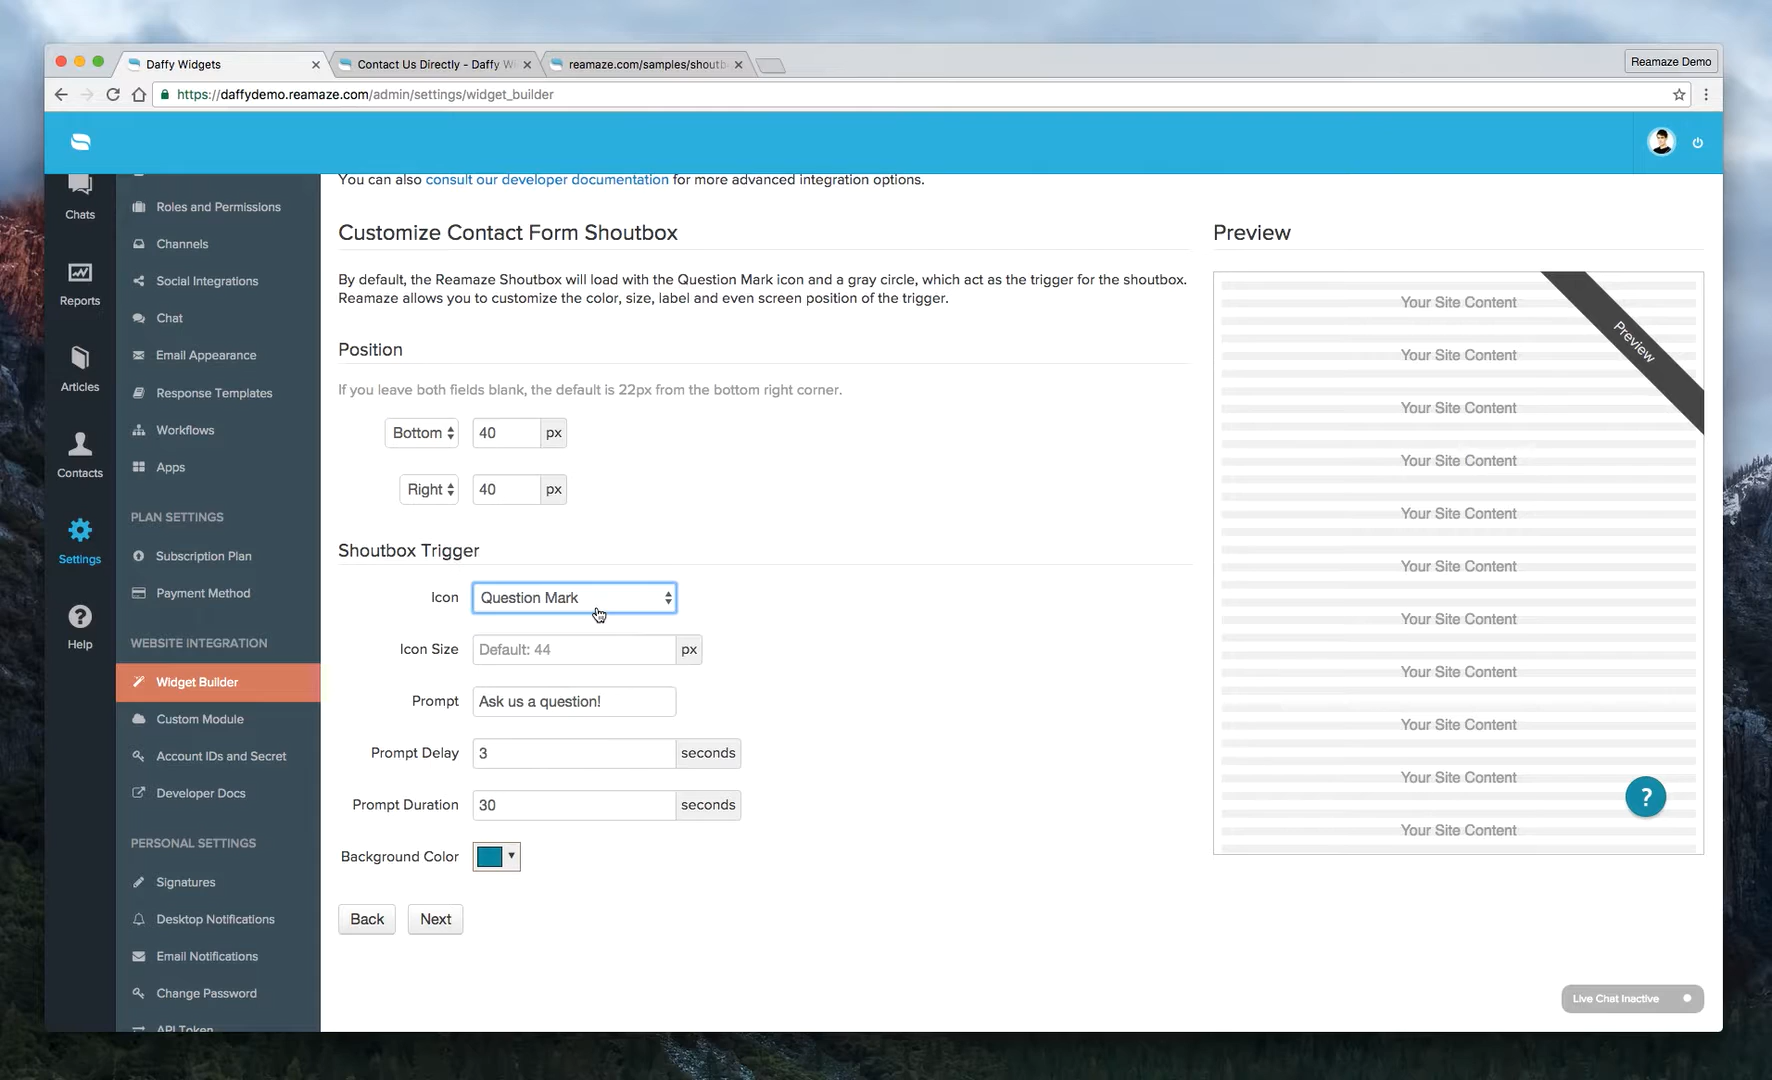 Daffy Widgets
Contact Us Directly - Daffy W
reamaze.com/samples/shoutb
Reamaze Demo
https://daffydemo.reamaze.com/admin/settings/widget_builder
Chats
Reports
Articles
Contacts
Settings
Help
Roles and Permissions
Channels
Social Integrations
Chat
Email Appearance
Response Templates
Workflows
Apps
PLAN SETTINGS
Subscription Plan
Payment Method
WEBSITE INTEGRATION
Widget Builder
Custom Module
Account IDs and Secret
Developer Docs
PERSONAL SETTINGS
Signatures
Desktop Notifications
Email Notifications
Change Password
API Token
You can also consult our developer documentation for more advanced integration options.
Customize Contact Form Shoutbox
By default, the Reamaze Shoutbox will load with the Question Mark icon and a gray circle, which act as the trigger for the shoutbox.
Reamaze allows you to customize the color, size, label and even screen position of the trigger.
Position
If you leave both fields blank, the default is 22px from the bottom right corner.
Bottom 40 px
Right 40 px
Shoutbox Trigger
Icon Question Mark
Icon Size Default: 44 px
Prompt Ask us a question!
Prompt Delay 3 seconds
Prompt Duration 30 seconds
Background Color
Back Next
Preview
Preview
Your Site Content
Your Site Content
Your Site Content
Your Site Content
Your Site Content
Your Site Content
Your Site Content
Your Site Content
Your Site Content
Your Site Content
?
Your Site Content
Live Chat Inactive